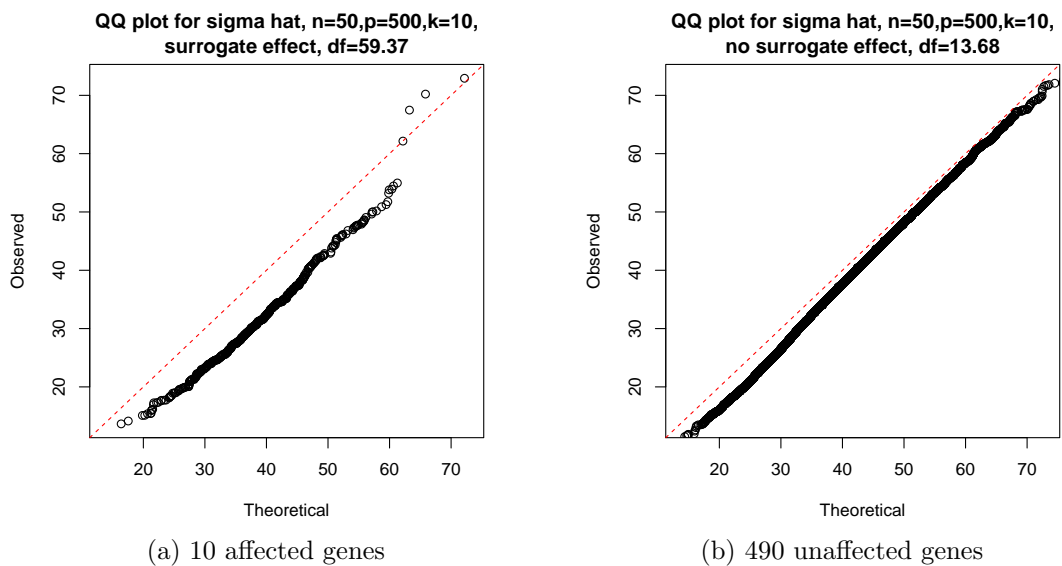 QQ plot for sigma hat, n=50,p=500,k=10,
surrogate effect, df=59.37
70
60
50
40
30
20
Observed
20 30 40 50 60 70
Theoretical
(a) 10 affected genes
QQ plot for sigma hat, n=50,p=500,k=10,
no surrogate effect, df=13.68
70
60
50
40
30
20
Observed
20 30 40 50 60 70
Theoretical
(b) 490 unaffected genes